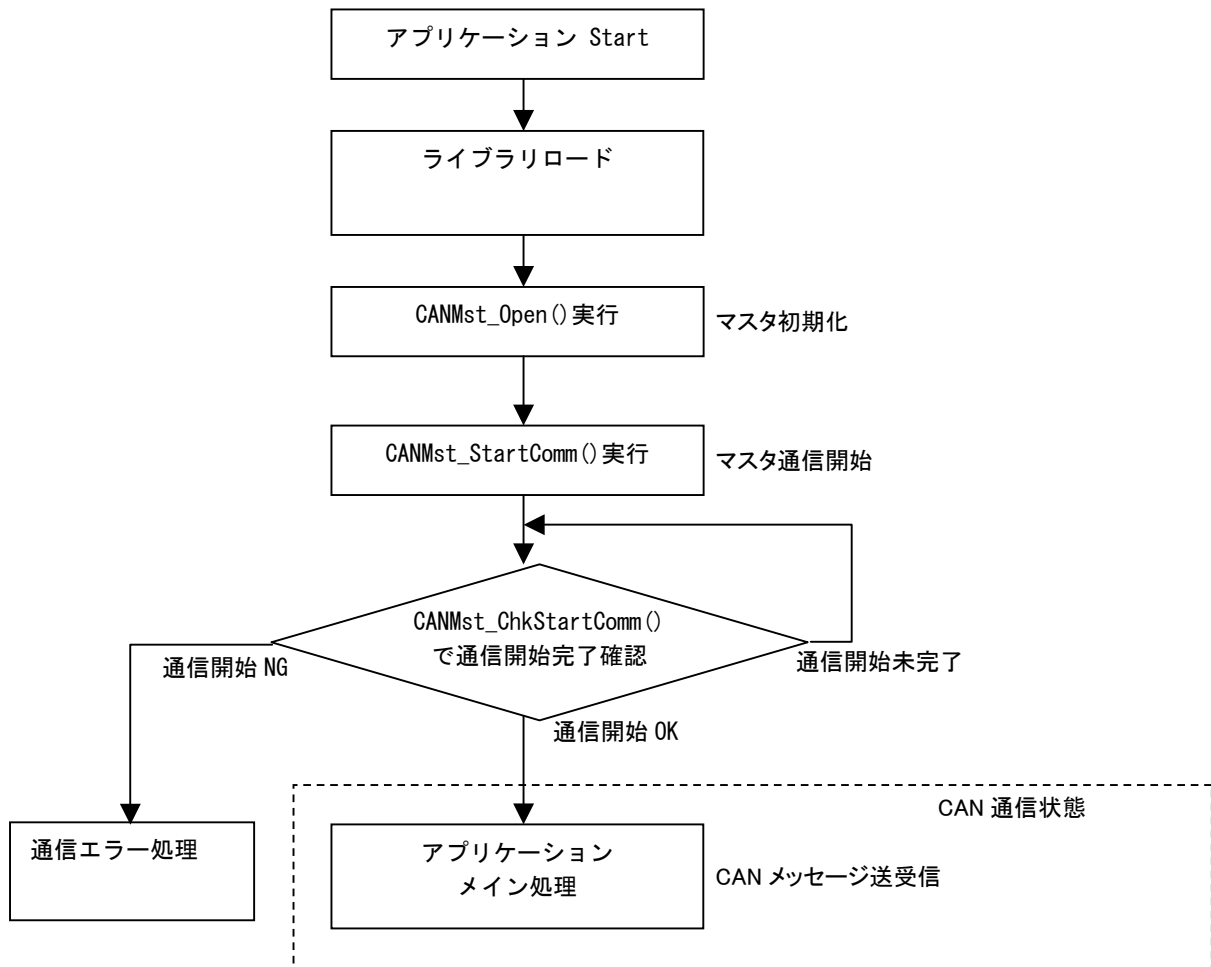 アプリケーション Start
ライブラリロード
CANMst_Open()実行
マスタ初期化
CANMst_StartComm()実行
マスタ通信開始
CANMst_ChkStartComm()
で通信開始完了確認
通信開始 NG
通信開始未完了
通信開始 OK
CAN 通信状態
通信エラー処理
アプリケーション
メイン処理
CAN メッセージ送受信